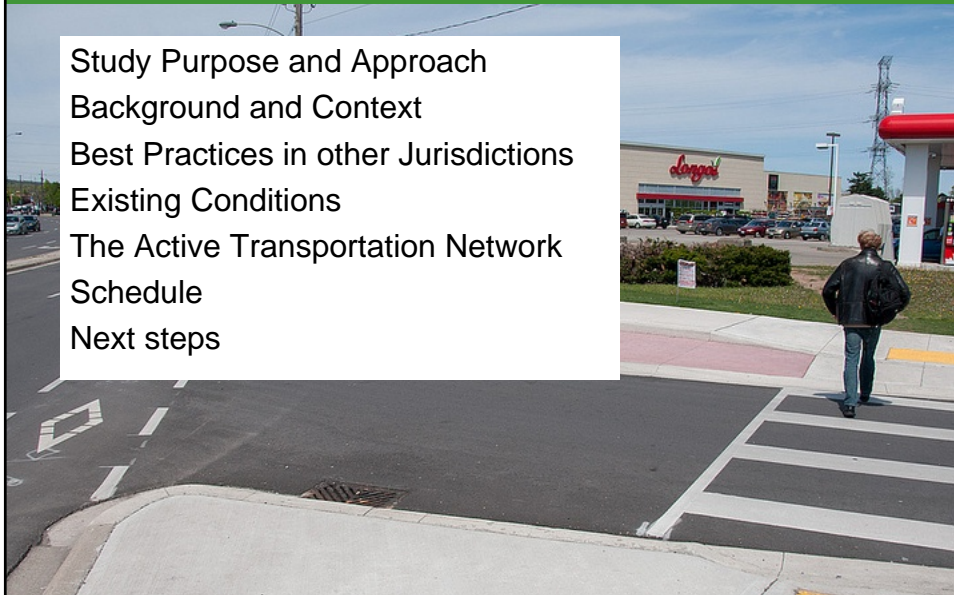 Study Purpose and Approach
Background and Context
Best Practices in other Jurisdictions
Existing Conditions
The Active Transportation Network
Schedule
Next steps
Longo's